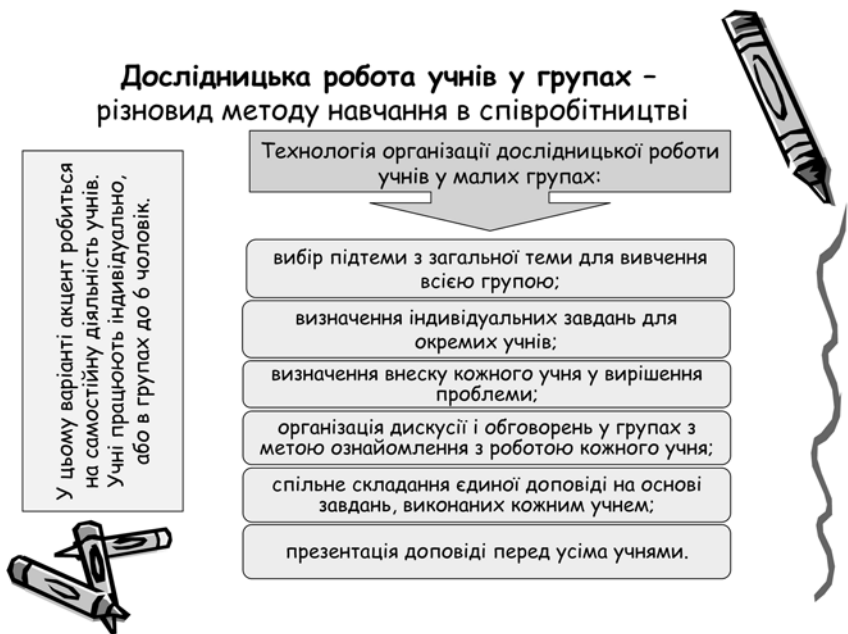 Дослідницька робота учнів у групах –
різновид методу навчання в співробітництві
У цьому варіанті акцент робиться
на самостійну діяльність учнів.
Учні працюють індивідуально,
або в групах до 6 чоловік.
Технологія організації дослідницької роботи
учнів у малих групах:
вибір підтеми з загальної теми для вивчення
всією групою;
визначення індивідуальних завдань для
окремих учнів;
визначення внеску кожного учня у вирішення
проблеми;
організація дискусії і обговорень у групах з
метою ознайомлення з роботою кожного учня;
спільне складання єдиної доповіді на основі
завдань, виконаних кожним учнем;
презентація доповіді перед усіма учнями.